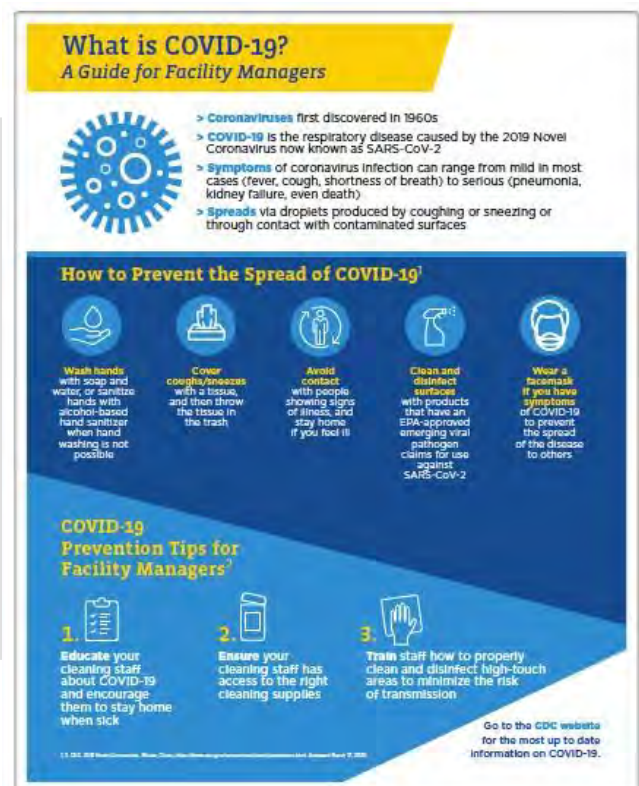 What is COVID-19?
A Guide for Facility Managers
> Coronaviruses first discovered in 1960s
> COVID-19 is the respiratory disease caused by the 2019 Novel
Coronavirus now known as SARS-CoV-2
> Symptoms of coronavirus infection can range from mild in most
cases (fever, cough, shortness of breath) to serious (pneumonia,
kidney failure, even death)
> Spreads via droplets produced by coughing or sneezing or
through contact with contaminated surfaces
How to Prevent the Spread of COVID-19¹
Wash hands
with soap and
water, or sanitize
hands with
alcohol-based
hand sanitizer
when hand
washing is not
possible
Cover
coughs/sneezes
with a tissue,
and then throw
the tissue in
the trash
Avoid
contact
with people
showing signs
of illness, and
stay home
if you feel ill
Clean and
disinfect
surfaces
with products
that have an
EPA-approved
emerging viral
pathogen
claims for use
against
SARS-CoV-2
Wear a
facemask
if you have
symptoms
of COVID-19
to prevent
the spread
of the disease
to others
COVID-19
Prevention Tips for
Facility Managers²
1.
Educate your
cleaning staff
about COVID-19
and encourage
them to stay home
when sick
2.
Ensure your
cleaning staff has
access to the right
cleaning supplies
3.
Train staff how to properly
clean and disinfect high-touch
areas to minimize the risk
of transmission
Go to the CDC website
for the most up to date
information on COVID-19.